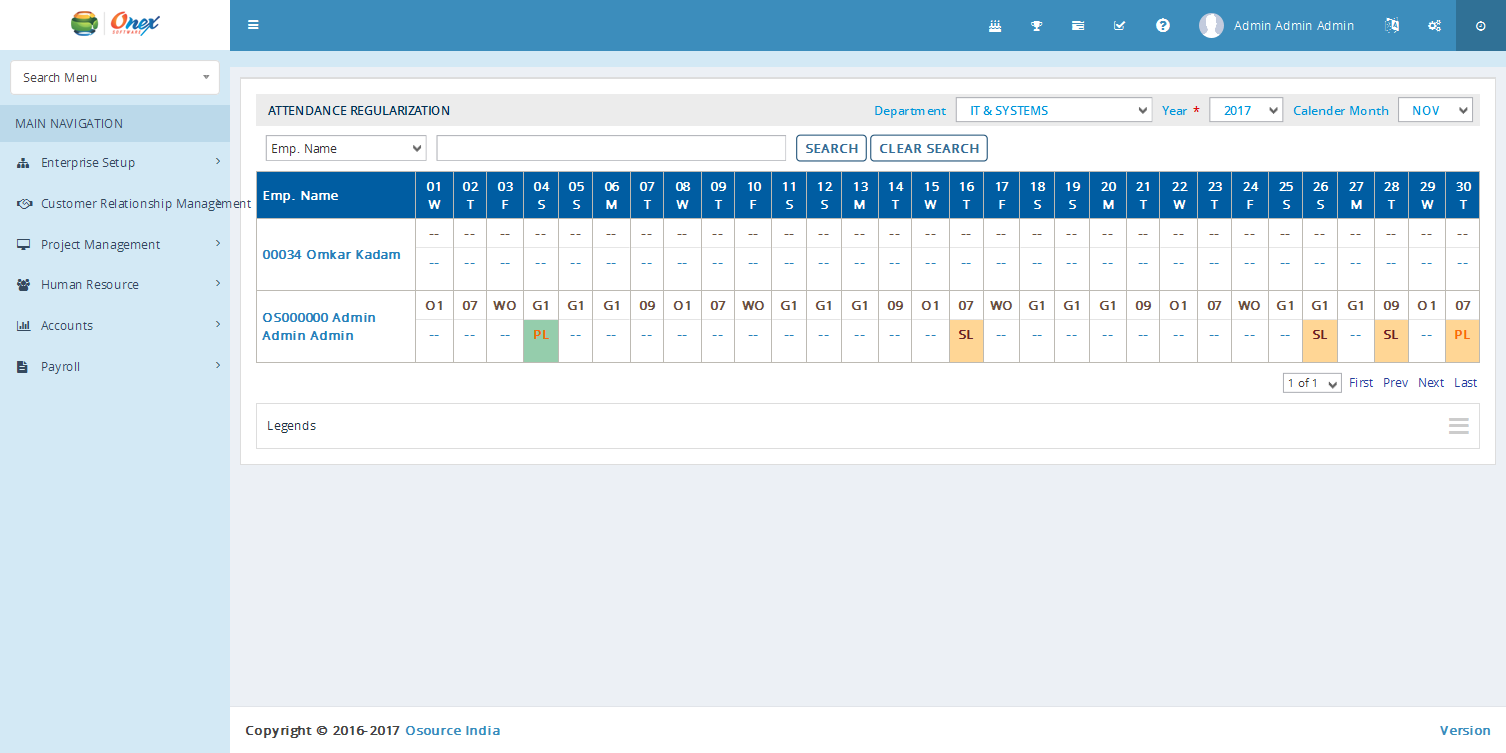 Onex
SOFTWARE
Admin Admin Admin
Search Menu
MAIN NAVIGATION
Enterprise Setup
Customer Relationship Management
Project Management
Human Resource
Accounts
Payroll
ATTENDANCE REGULARIZATION Department IT & SYSTEMS Year * 2017 Calender Month NOV
Emp. Name SEARCH CLEAR SEARCH
Emp. Name 01 02 03 04 05 06 07 08 09 10 11 12 13 14 15 16 17 18 19 20 21 22 23 24 25 26 27 28 29 30
W T F S S M T W T F S S M T W T F S S M T W T F S S M T W T
-- -- -- -- -- -- -- -- -- -- -- -- -- -- -- -- -- -- -- -- -- -- -- -- -- -- -- -- -- --
00034 Omkar Kadam
-- -- -- -- -- -- -- -- -- -- -- -- -- -- -- -- -- -- -- -- -- -- -- -- -- -- -- -- -- --
O1 07 WO G1 G1 G1 09 O1 07 WO G1 G1 G1 09 O1 07 WO G1 G1 G1 09 O1 07 WO G1 G1 G1 09 O1 07
OS000000 Admin
Admin Admin
-- -- -- PL -- -- -- -- -- -- -- -- -- -- -- SL -- -- -- -- -- -- -- -- -- SL -- SL -- PL
1 of 1 First Prev Next Last
Legends
Copyright © 2016-2017 Osource India
Version